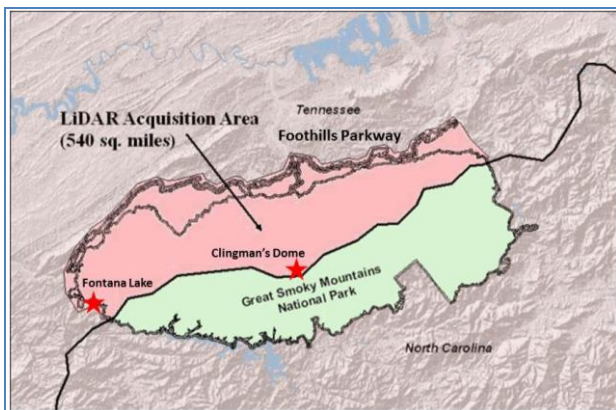 Tennessee
LiDAR Acquisition Area
(540 sq. miles)
Foothills Parkway
Clingman's Dome
Fontana Lake
Great Smoky Mountains
National Park
North Carolina